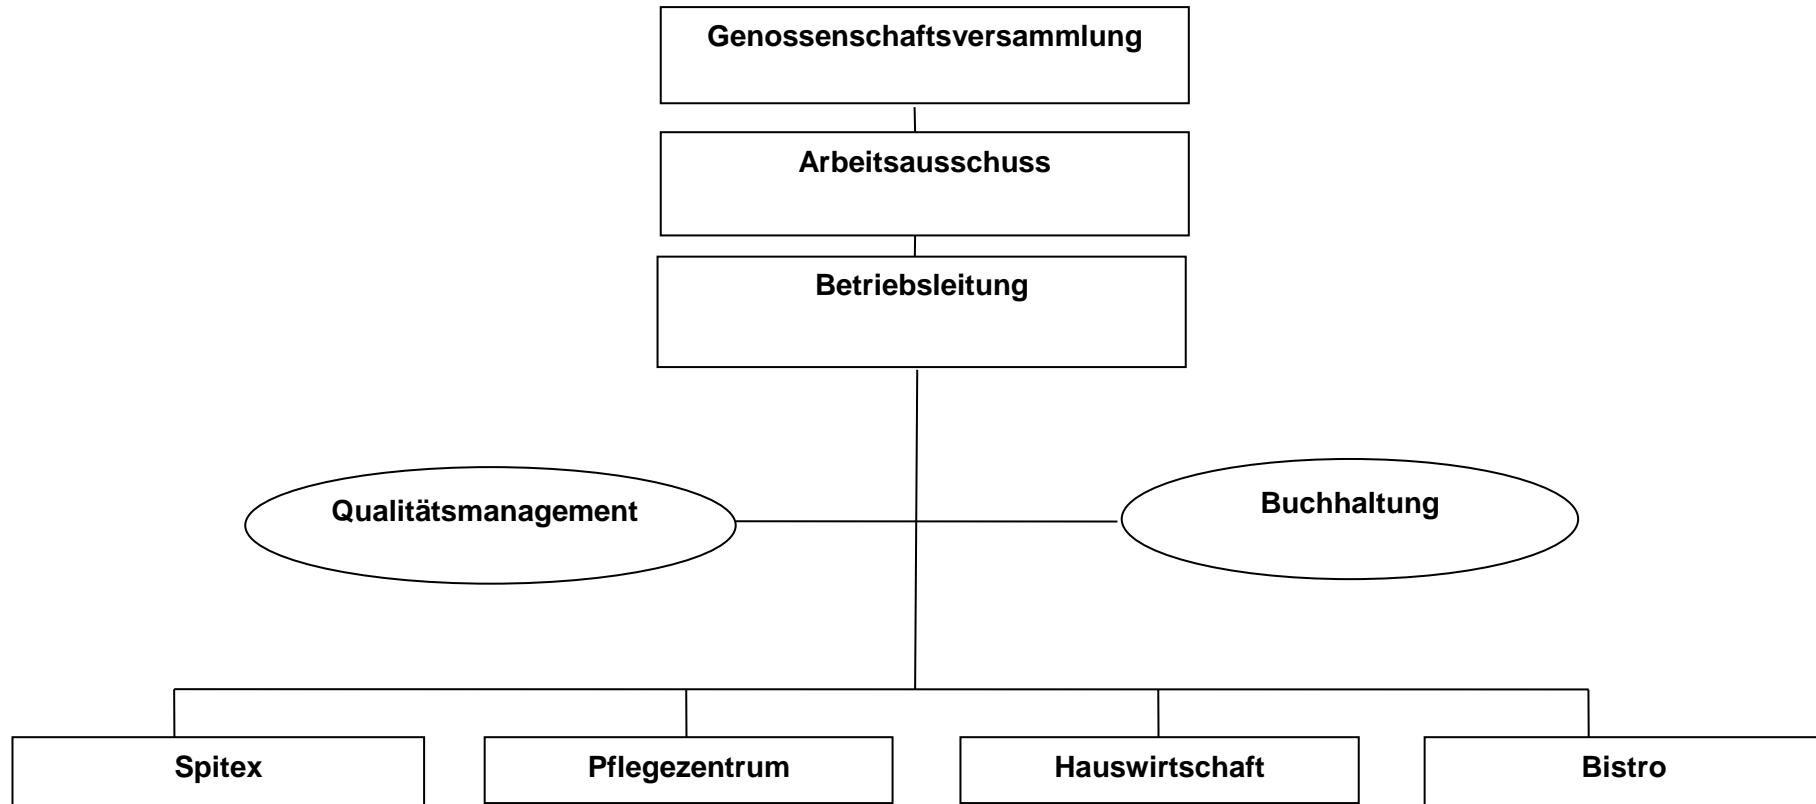 Genossenschaftsversammlung
Arbeitsausschuss
Betriebsleitung
Qualitätsmanagement
Buchhaltung
Spitex
Pflegezentrum
Hauswirtschaft
Bistro